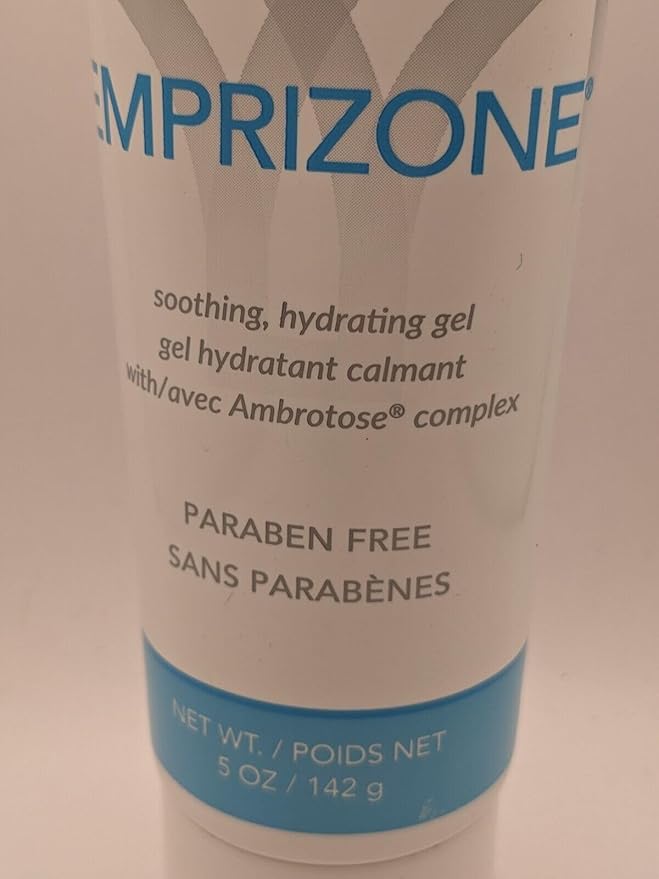 EMPRIZONE®
soothing, hydrating gel
gel hydratant calmant
with/avec Ambrotose® complex
PARABEN FREE
SANS PARABÈNES
NET WT. / POIDS NET
5 OZ / 142 g